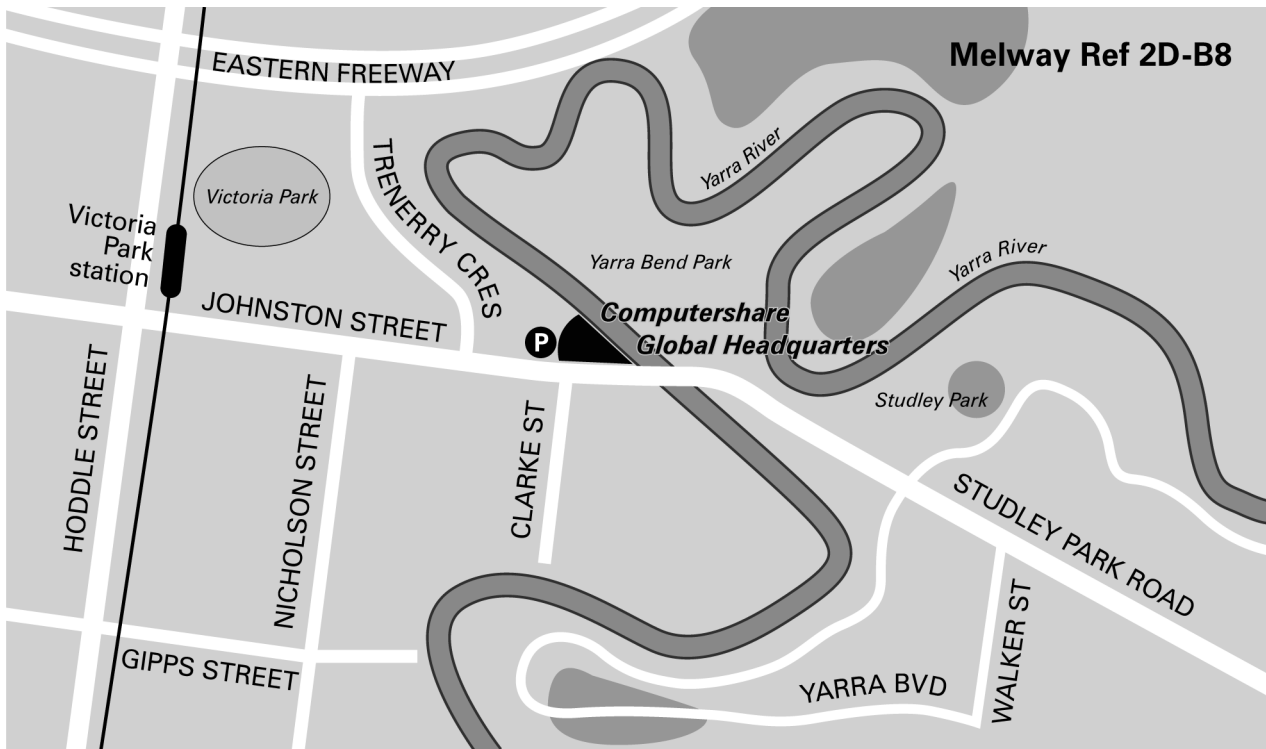 Melway Ref 2D-B8
EASTERN FREEWAY
Yarra River
TRENERRY CRES
Victoria Park
Victoria
Park
station
Yarra River
Yarra Bend Park
JOHNSTON STREET
Computershare
P
Global Headquarters
Studley Park
HODDLE STREET
NICHOLSON STREET
CLARKE ST
STUDLEY PARK ROAD
WALKER ST
GIPPS STREET
YARRA BVD